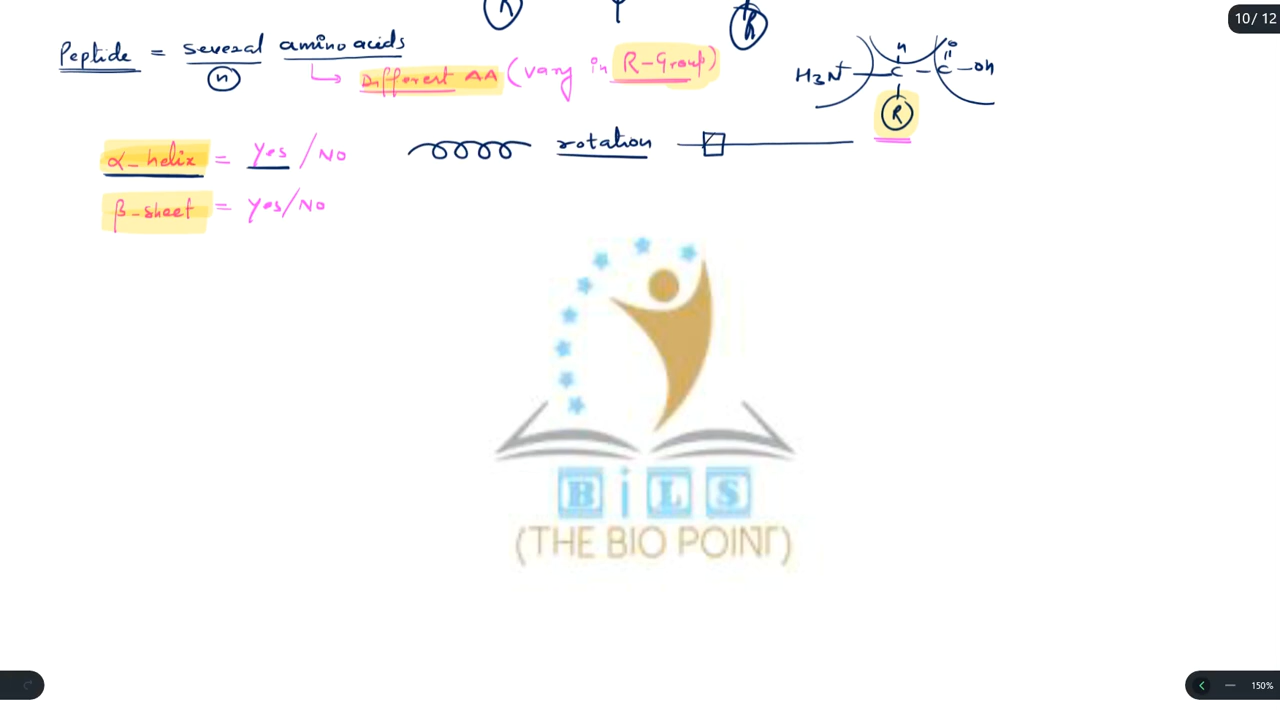 10 / 12
R
R
Peptide = several amino acids
n
↳ Different AA (vary in R-Group)
H₃N⁺ - C - C - OH
H
O
R
α-helix = Yes / No
rotation
β-sheet = Yes/No
BiLS
(THE BIO POINT)
150%